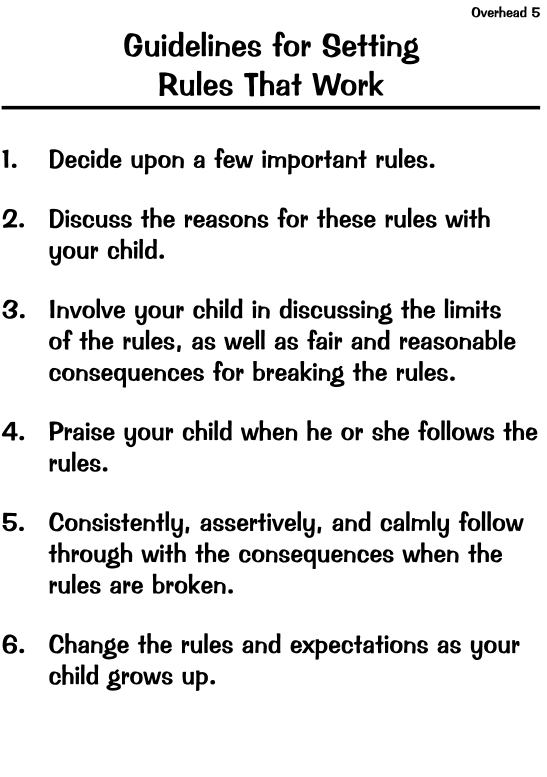 Overhead 5
Guidelines for Setting
Rules That Work
1. Decide upon a few important rules.
2. Discuss the reasons for these rules with
your child.
3. Involve your child in discussing the limits
of the rules, as well as fair and reasonable
consequences for breaking the rules.
4. Praise your child when he or she follows the
rules.
5. Consistently, assertively, and calmly follow
through with the consequences when the
rules are broken.
6. Change the rules and expectations as your
child grows up.